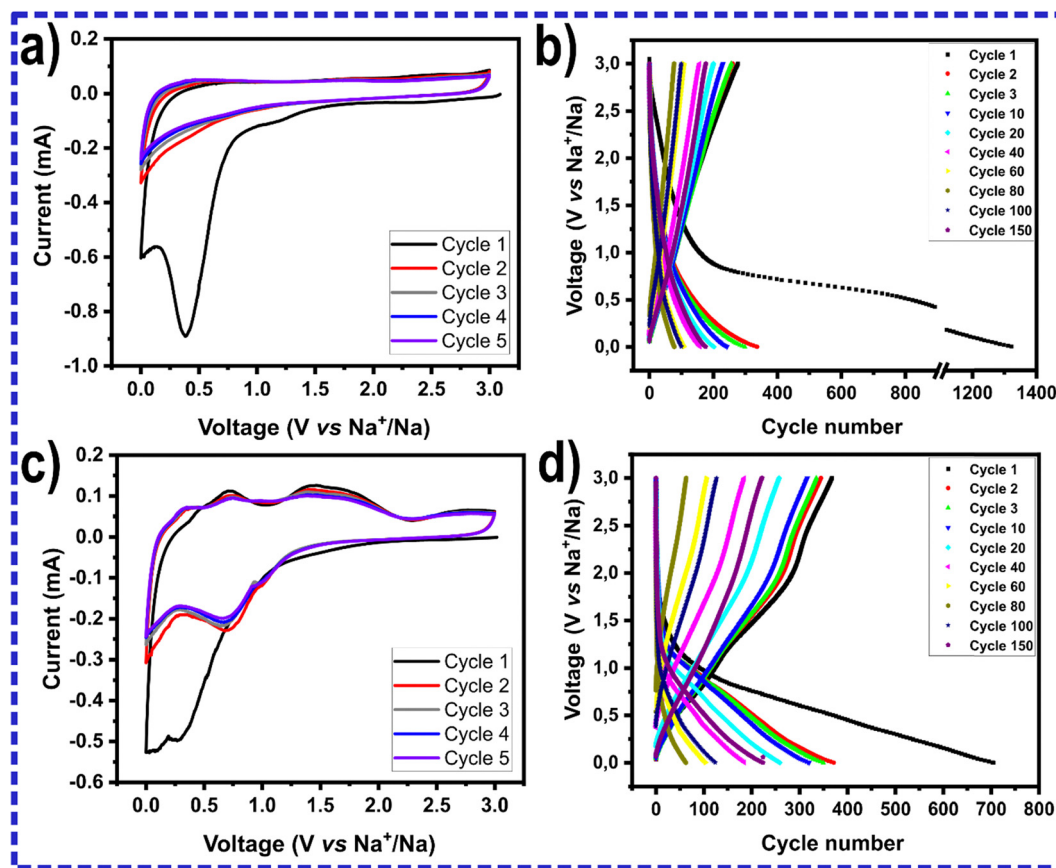 a)
0.2
0.0
-0.2
-0.4
-0.6
-0.8
-1.0
Current (mA)
Cycle 1
Cycle 2
Cycle 3
Cycle 4
Cycle 5
0.0 0.5 1.0 1.5 2.0 2.5 3.0
Voltage (V vs Na⁺/Na)
b)
3,0
2,5
2,0
1,5
1,0
0,5
0,0
Voltage (V vs Na⁺/Na)
Cycle 1
Cycle 2
Cycle 3
Cycle 10
Cycle 20
Cycle 40
Cycle 60
Cycle 80
Cycle 100
Cycle 150
0 200 400 600 800 1200 1400
Cycle number
c)
0.2
0.1
0.0
-0.1
-0.2
-0.3
-0.4
-0.5
-0.6
Current (mA)
Cycle 1
Cycle 2
Cycle 3
Cycle 4
Cycle 5
0.0 0.5 1.0 1.5 2.0 2.5 3.0
Voltage (V vs Na⁺/Na)
d)
3,0
2,5
2,0
1,5
1,0
0,5
0,0
Voltage (V vs Na⁺/Na)
Cycle 1
Cycle 2
Cycle 3
Cycle 10
Cycle 20
Cycle 40
Cycle 60
Cycle 80
Cycle 100
Cycle 150
0 100 200 300 400 500 600 700 800
Cycle number